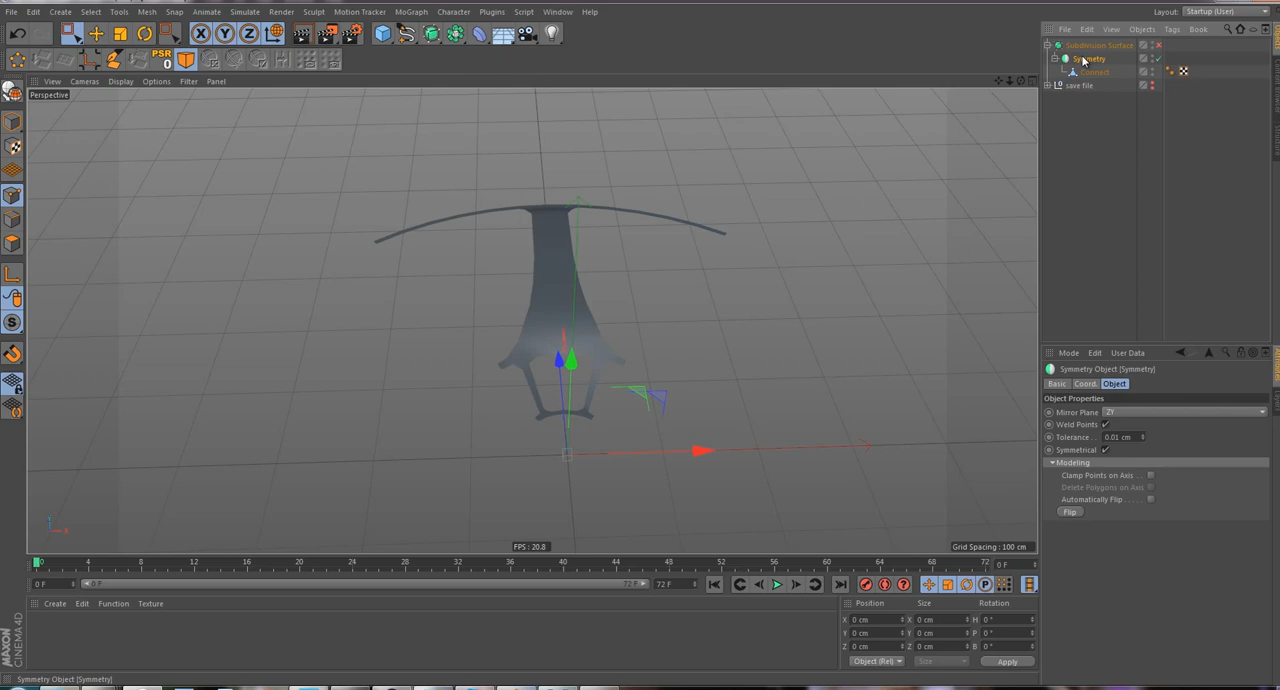 File Edit Create Select Tools Mesh Snap Animate Simulate Render Sculpt Motion Tracker MoGraph Character Plugins Script Window Help
Layout: Startup (User)
X Y Z
PSR
0
File Edit View Objects Tags Book
Subdivision Surface
Symmetry
Connect
save file
View Cameras Display Options Filter Panel
Perspective
S
Y
X
FPS : 20.8
Grid Spacing : 100 cm
Mode Edit User Data
Symmetry Object [Symmetry]
Basic Coord. Object
Object Properties
Mirror Plane ZY
Weld Points
Tolerance . . 0.01 cm
Symmetrical
Modeling
Clamp Points on Axis . . .
Delete Polygons on Axis
Automatically Flip . . . . . .
Flip
0 4 8 12 16 20 24 28 32 36 40 44 48 52 56 60 64 68 72 0 F
0 F 0 F 72 F 72 F
Create Edit Function Texture
Position Size Rotation
X 0 cm X 0 cm H 0 °
Y 0 cm Y 0 cm P 0 °
Z 0 cm Z 0 cm B 0 °
Object (Rel) Size Apply
MAXON
CINEMA 4D
Symmetry Object [Symmetry]